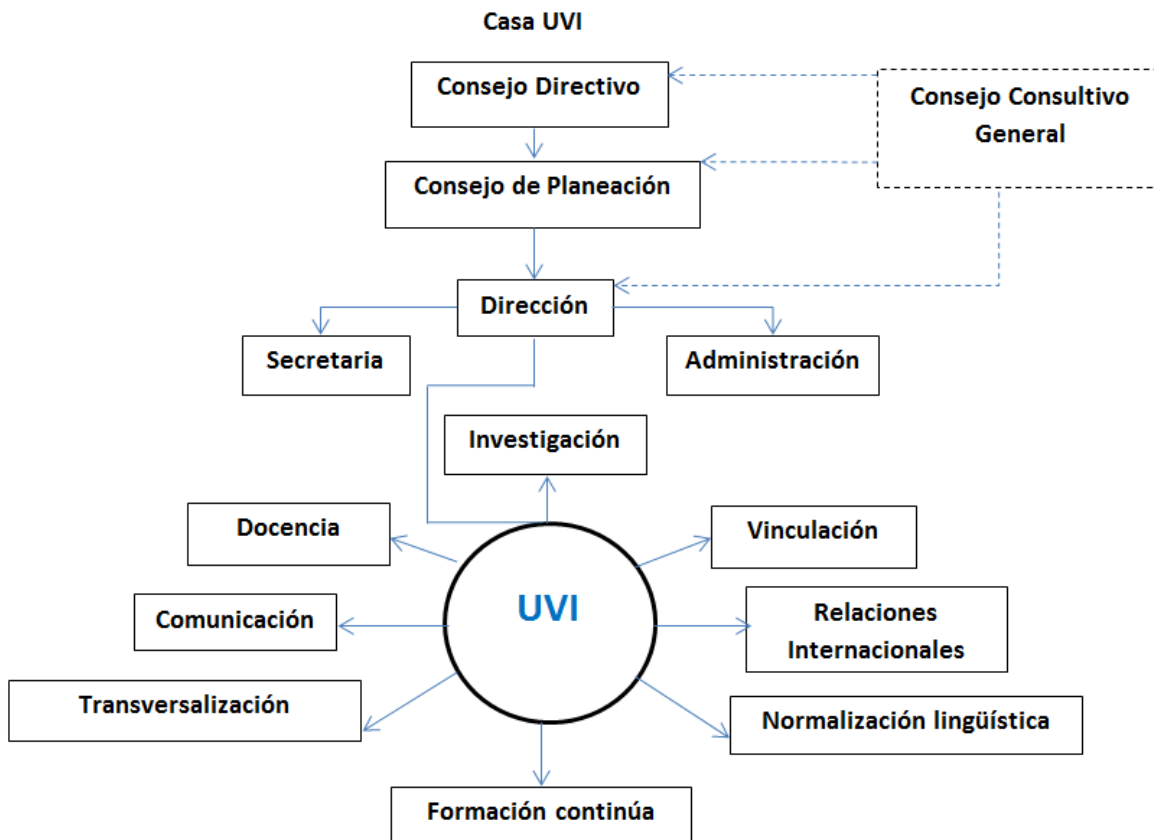 Casa UVI
Consejo Directivo
Consejo Consultivo
General
Consejo de Planeación
Dirección
Secretaria
Administración
Investigación
Docencia
Vinculación
UVI
Comunicación
Relaciones
Internacionales
Transversalización
Normalización lingüística
Formación continúa